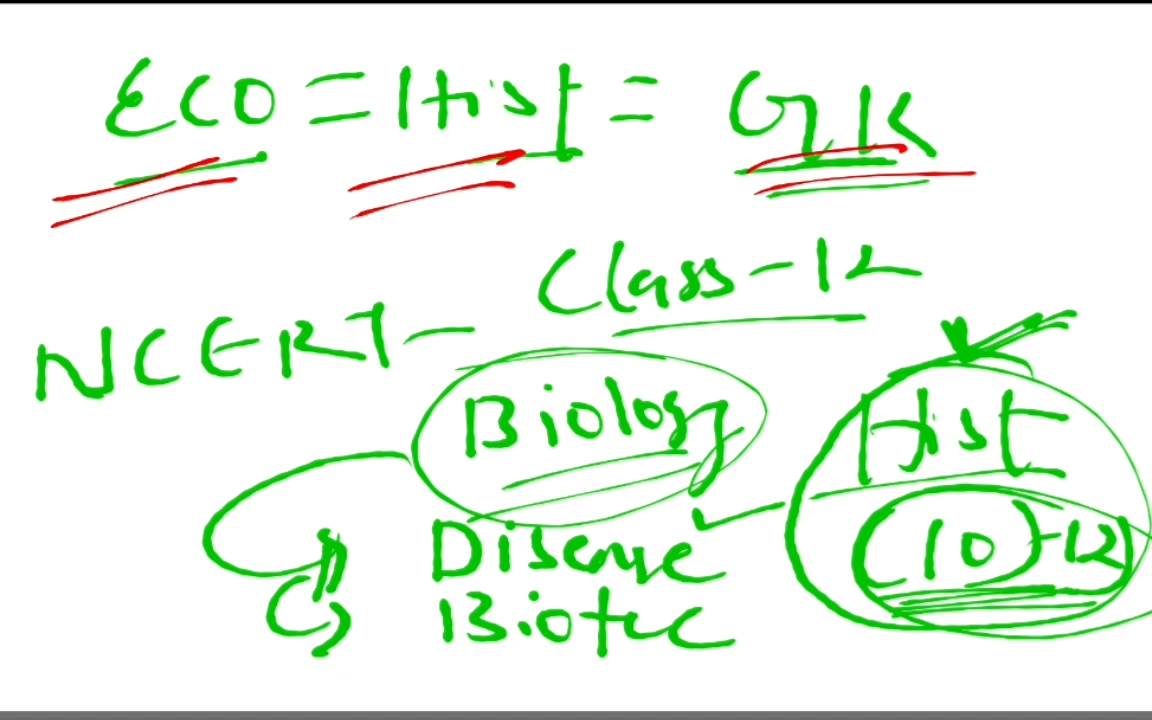 ECO = Hist = GK
Class-12
NCERT -
Biology
Hist
(10)-12)
Disease
Biotec